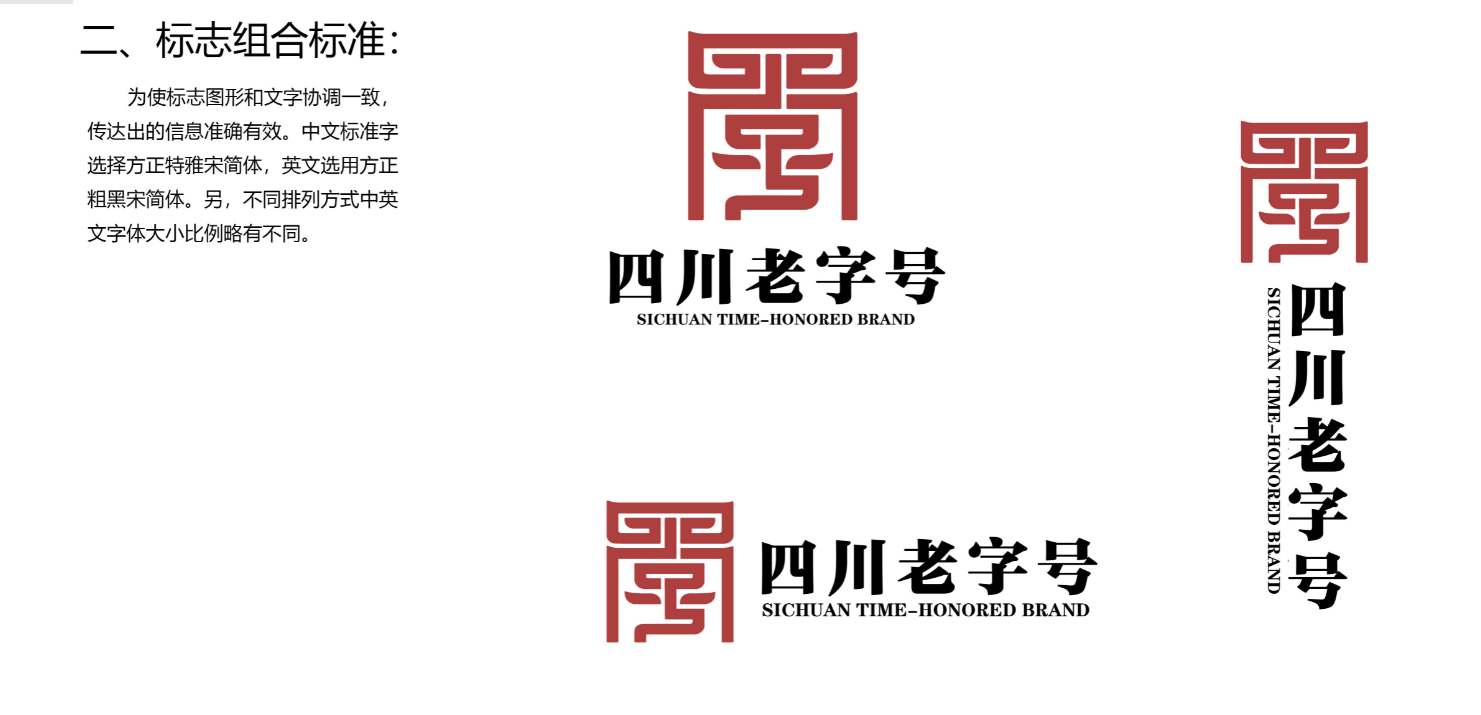 二、标志组合标准：
为使标志图形和文字协调一致，
传达出的信息准确有效。中文标准字
选择方正特雅宋简体，英文选用方正
粗黑宋简体。另，不同排列方式中英
文字体大小比例略有不同。
四川老字号
SICHUAN TIME-HONORED BRAND
四川老字号
SICHUAN TIME-HONORED BRAND
四川老字号
SICHUAN TIME-HONORED BRAND